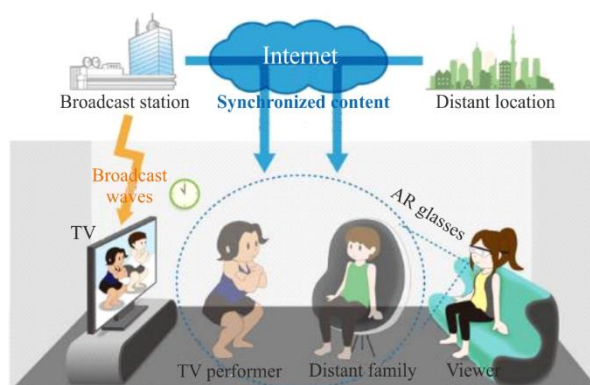 Internet
Broadcast station
Synchronized content
Distant location
Broadcast
waves
AR glasses
TV
TV performer
Distant family
Viewer